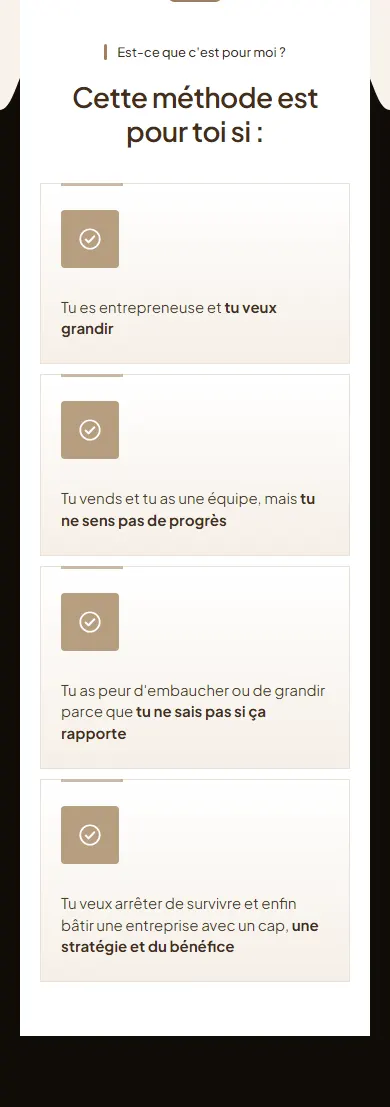 Est-ce que c'est pour moi ?
Cette méthode est
pour toi si :
Tu es entrepreneuse et tu veux
grandir
Tu vends et tu as une équipe, mais tu
ne sens pas de progrès
Tu as peur d'embaucher ou de grandir
parce que tu ne sais pas si ça
rapporte
Tu veux arrêter de survivre et enfin
bâtir une entreprise avec un cap, une
stratégie et du bénéfice